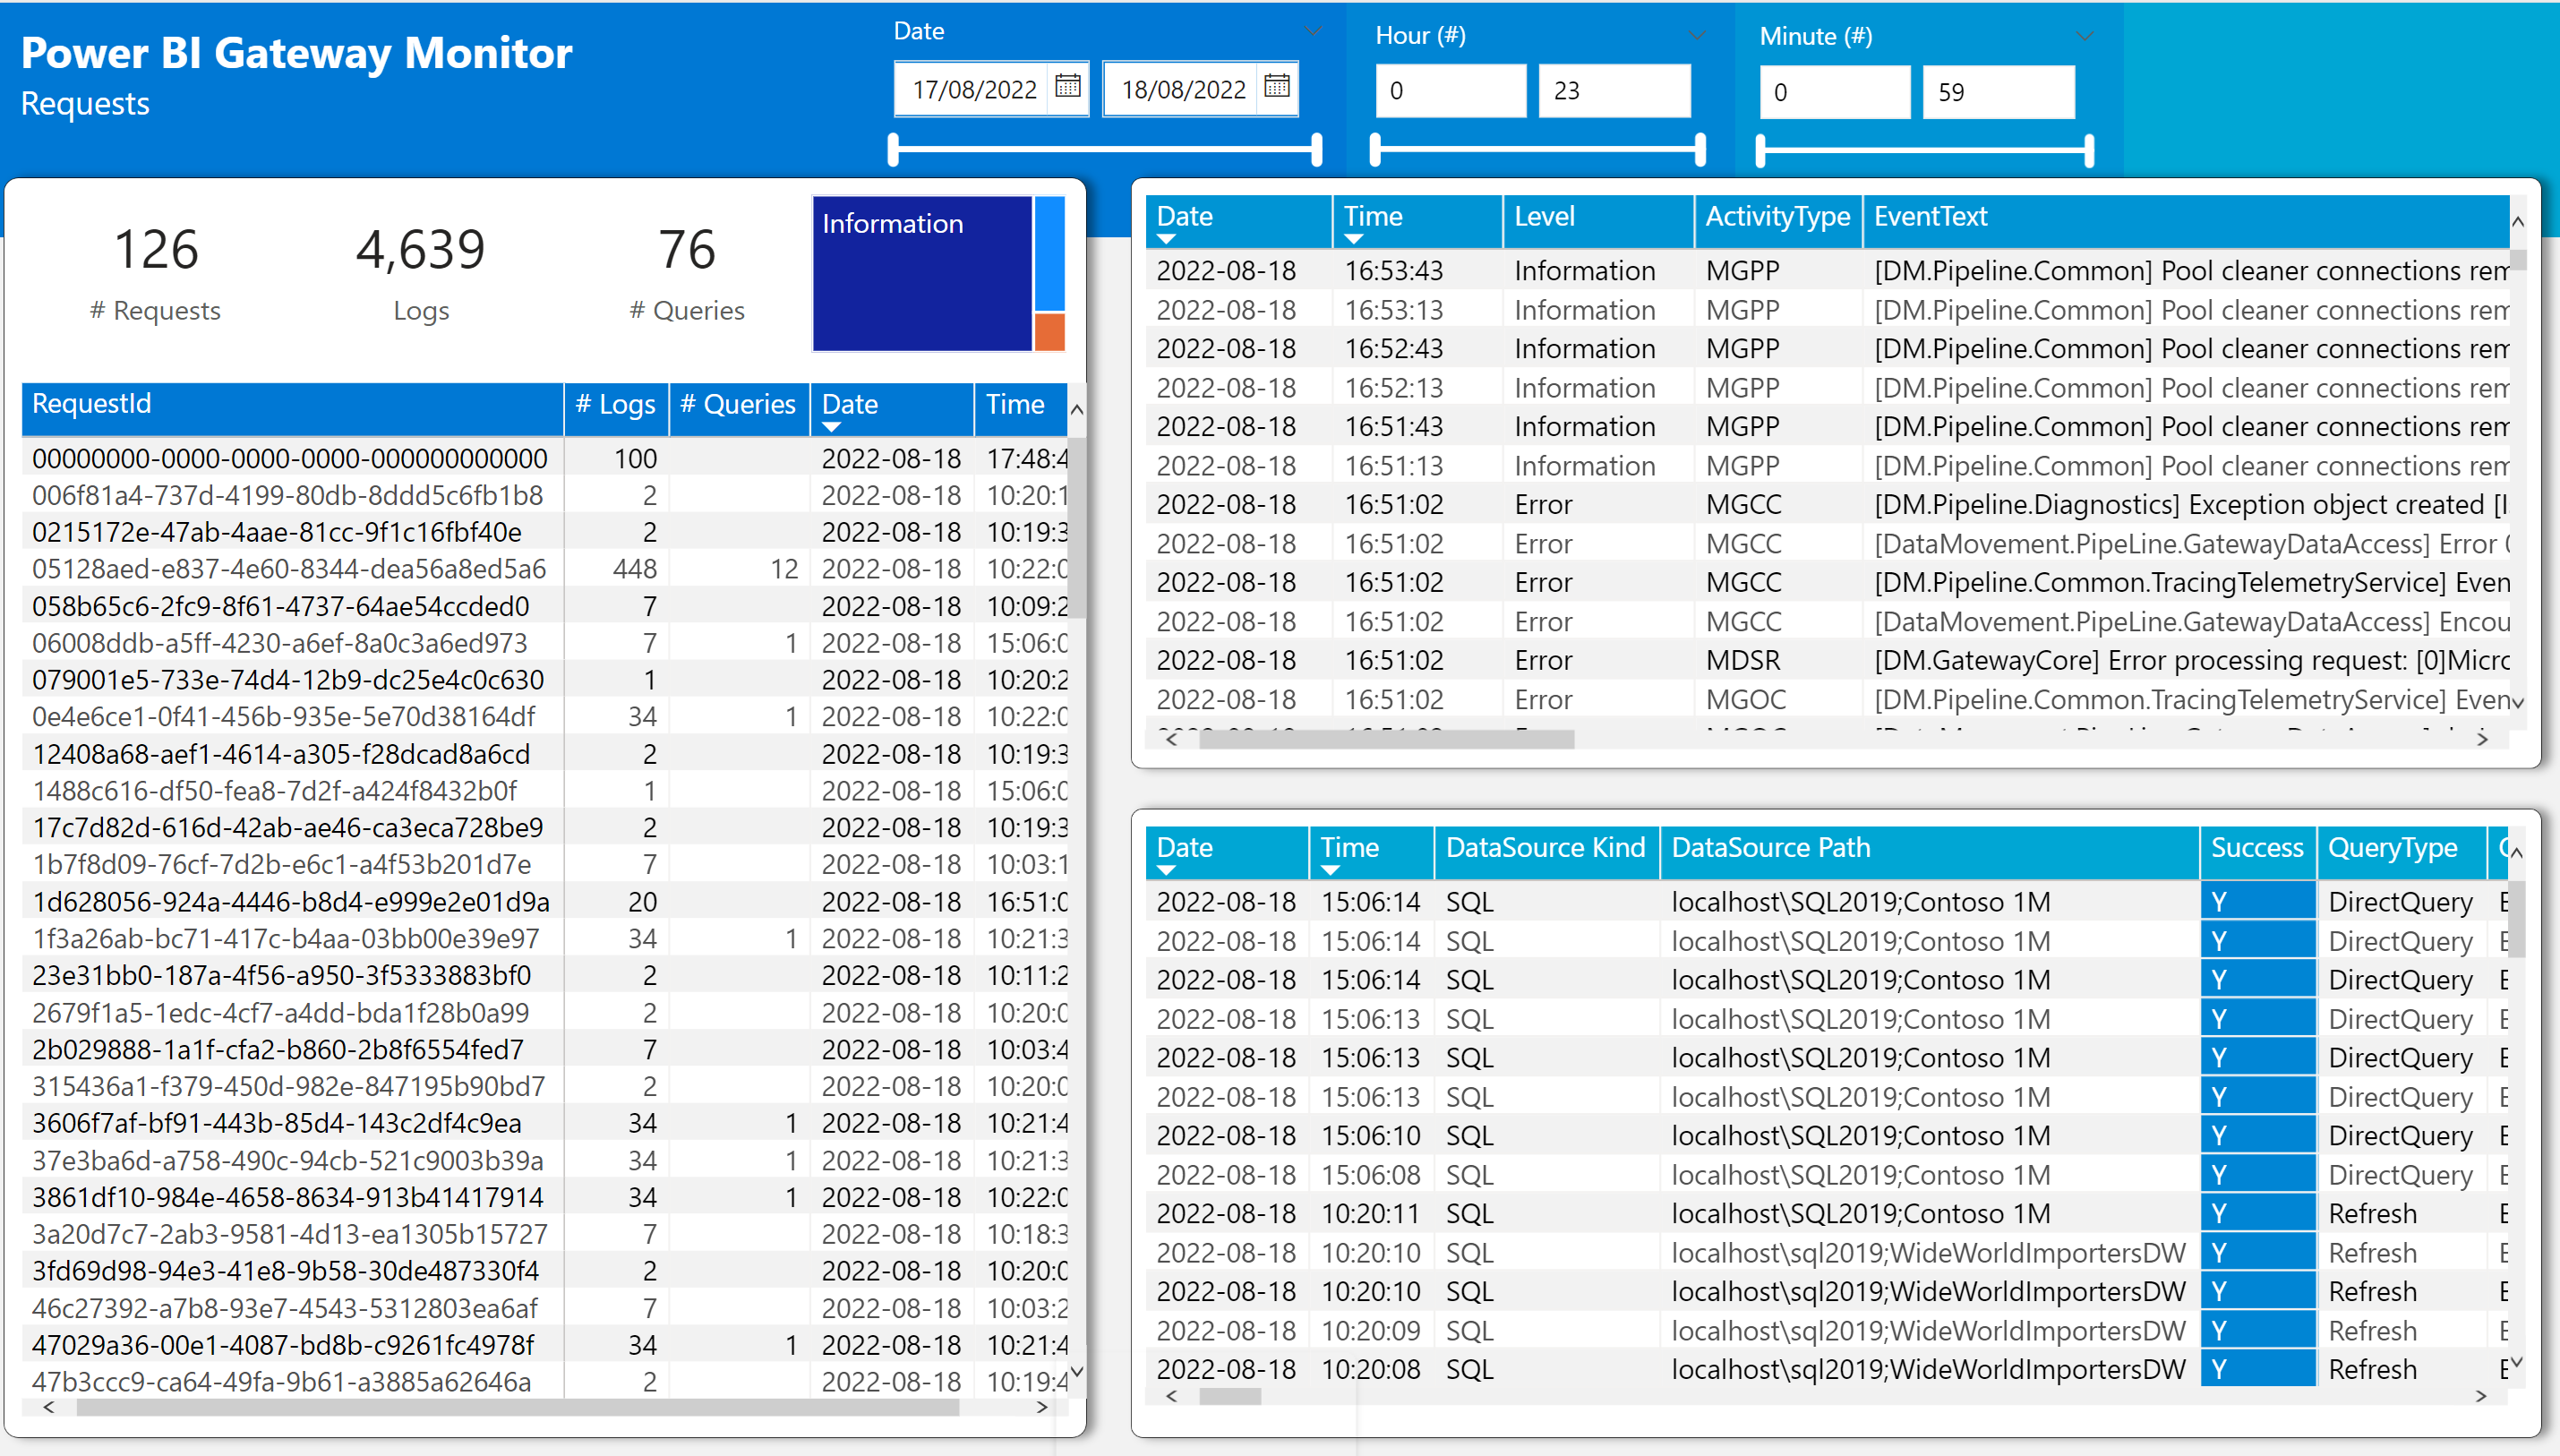 Power BI Gateway Monitor
Requests
Date
17/08/2022 18/08/2022
Hour (#)
0 23
Minute (#)
0 59
126 4,639 76
# Requests Logs # Queries
Information
RequestId # Logs # Queries Date Time
00000000-0000-0000-0000-000000000000 100 2022-08-18 17:48:4
006f81a4-737d-4199-80db-8ddd5c6fb1b8 2 2022-08-18 10:20:1
0215172e-47ab-4aae-81cc-9f1c16fbf40e 2 2022-08-18 10:19:3
05128aed-e837-4e60-8344-dea56a8ed5a6 448 12 2022-08-18 10:22:0
058b65c6-2fc9-8f61-4737-64ae54ccded0 7 2022-08-18 10:09:2
06008ddb-a5ff-4230-a6ef-8a0c3a6ed973 7 1 2022-08-18 15:06:0
079001e5-733e-74d4-12b9-dc25e4c0c630 1 2022-08-18 10:20:2
0e4e6ce1-0f41-456b-935e-5e70d38164df 34 1 2022-08-18 10:22:0
12408a68-aef1-4614-a305-f28dcad8a6cd 2 2022-08-18 10:19:3
1488c616-df50-fea8-7d2f-a424f8432b0f 1 2022-08-18 15:06:0
17c7d82d-616d-42ab-ae46-ca3eca728be9 2 2022-08-18 10:19:3
1b7f8d09-76cf-7d2b-e6c1-a4f53b201d7e 7 2022-08-18 10:03:1
1d628056-924a-4446-b8d4-e999e2e01d9a 20 2022-08-18 16:51:0
1f3a26ab-bc71-417c-b4aa-03bb00e39e97 34 1 2022-08-18 10:21:3
23e31bb0-187a-4f56-a950-3f5333883bf0 2 2022-08-18 10:11:2
2679f1a5-1edc-4cf7-a4dd-bda1f28b0a99 2 2022-08-18 10:20:0
2b029888-1a1f-cfa2-b860-2b8f6554fed7 7 2022-08-18 10:03:4
315436a1-f379-450d-982e-847195b90bd7 2 2022-08-18 10:20:0
3606f7af-bf91-443b-85d4-143c2df4c9ea 34 1 2022-08-18 10:21:4
37e3ba6d-a758-490c-94cb-521c9003b39a 34 1 2022-08-18 10:21:3
3861df10-984e-4658-8634-913b41417914 34 1 2022-08-18 10:22:0
3a20d7c7-2ab3-9581-4d13-ea1305b15727 7 2022-08-18 10:18:3
3fd69d98-94e3-41e8-9b58-30de487330f4 2 2022-08-18 10:20:0
46c27392-a7b8-93e7-4543-5312803ea6af 7 2022-08-18 10:03:2
47029a36-00e1-4087-bd8b-c9261fc4978f 34 1 2022-08-18 10:21:4
47b3ccc9-ca64-49fa-9b61-a3885a62646a 2 2022-08-18 10:19:4
Date Time Level ActivityType EventText
2022-08-18 16:53:43 Information MGPP [DM.Pipeline.Common] Pool cleaner connections rem
2022-08-18 16:53:13 Information MGPP [DM.Pipeline.Common] Pool cleaner connections rem
2022-08-18 16:52:43 Information MGPP [DM.Pipeline.Common] Pool cleaner connections rem
2022-08-18 16:52:13 Information MGPP [DM.Pipeline.Common] Pool cleaner connections rem
2022-08-18 16:51:43 Information MGPP [DM.Pipeline.Common] Pool cleaner connections rem
2022-08-18 16:51:13 Information MGPP [DM.Pipeline.Common] Pool cleaner connections rem
2022-08-18 16:51:02 Error MGCC [DM.Pipeline.Diagnostics] Exception object created
2022-08-18 16:51:02 Error MGCC [DataMovement.PipeLine.GatewayDataAccess] Error
2022-08-18 16:51:02 Error MGCC [DM.Pipeline.Common.TracingTelemetryService] Even
2022-08-18 16:51:02 Error MGCC [DataMovement.PipeLine.GatewayDataAccess] Encou
2022-08-18 16:51:02 Error MDSR [DM.GatewayCore] Error processing request: [0]Micro
2022-08-18 16:51:02 Error MGOC [DM.Pipeline.Common.TracingTelemetryService] Even
Date Time DataSource Kind DataSource Path Success QueryType
2022-08-18 15:06:14 SQL localhost\SQL2019;Contoso 1M Y DirectQuery
2022-08-18 15:06:14 SQL localhost\SQL2019;Contoso 1M Y DirectQuery
2022-08-18 15:06:14 SQL localhost\SQL2019;Contoso 1M Y DirectQuery
2022-08-18 15:06:13 SQL localhost\SQL2019;Contoso 1M Y DirectQuery
2022-08-18 15:06:13 SQL localhost\SQL2019;Contoso 1M Y DirectQuery
2022-08-18 15:06:13 SQL localhost\SQL2019;Contoso 1M Y DirectQuery
2022-08-18 15:06:10 SQL localhost\SQL2019;Contoso 1M Y DirectQuery
2022-08-18 15:06:08 SQL localhost\SQL2019;Contoso 1M Y DirectQuery
2022-08-18 10:20:11 SQL localhost\SQL2019;Contoso 1M Y Refresh
2022-08-18 10:20:10 SQL localhost\sql2019;WideWorldImportersDW Y Refresh
2022-08-18 10:20:10 SQL localhost\sql2019;WideWorldImportersDW Y Refresh
2022-08-18 10:20:09 SQL localhost\sql2019;WideWorldImportersDW Y Refresh
2022-08-18 10:20:08 SQL localhost\sql2019;WideWorldImportersDW Y Refresh